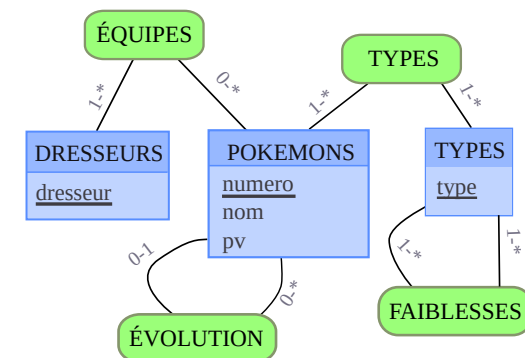 ÉQUIPES
TYPES
1-*
0-*
1-*
1-*
DRESSEURS
dresseur
POKEMONS
numero
nom
pv
TYPES
type
0-1
0-*
1-*
1-*
ÉVOLUTION
FAIBLESSES